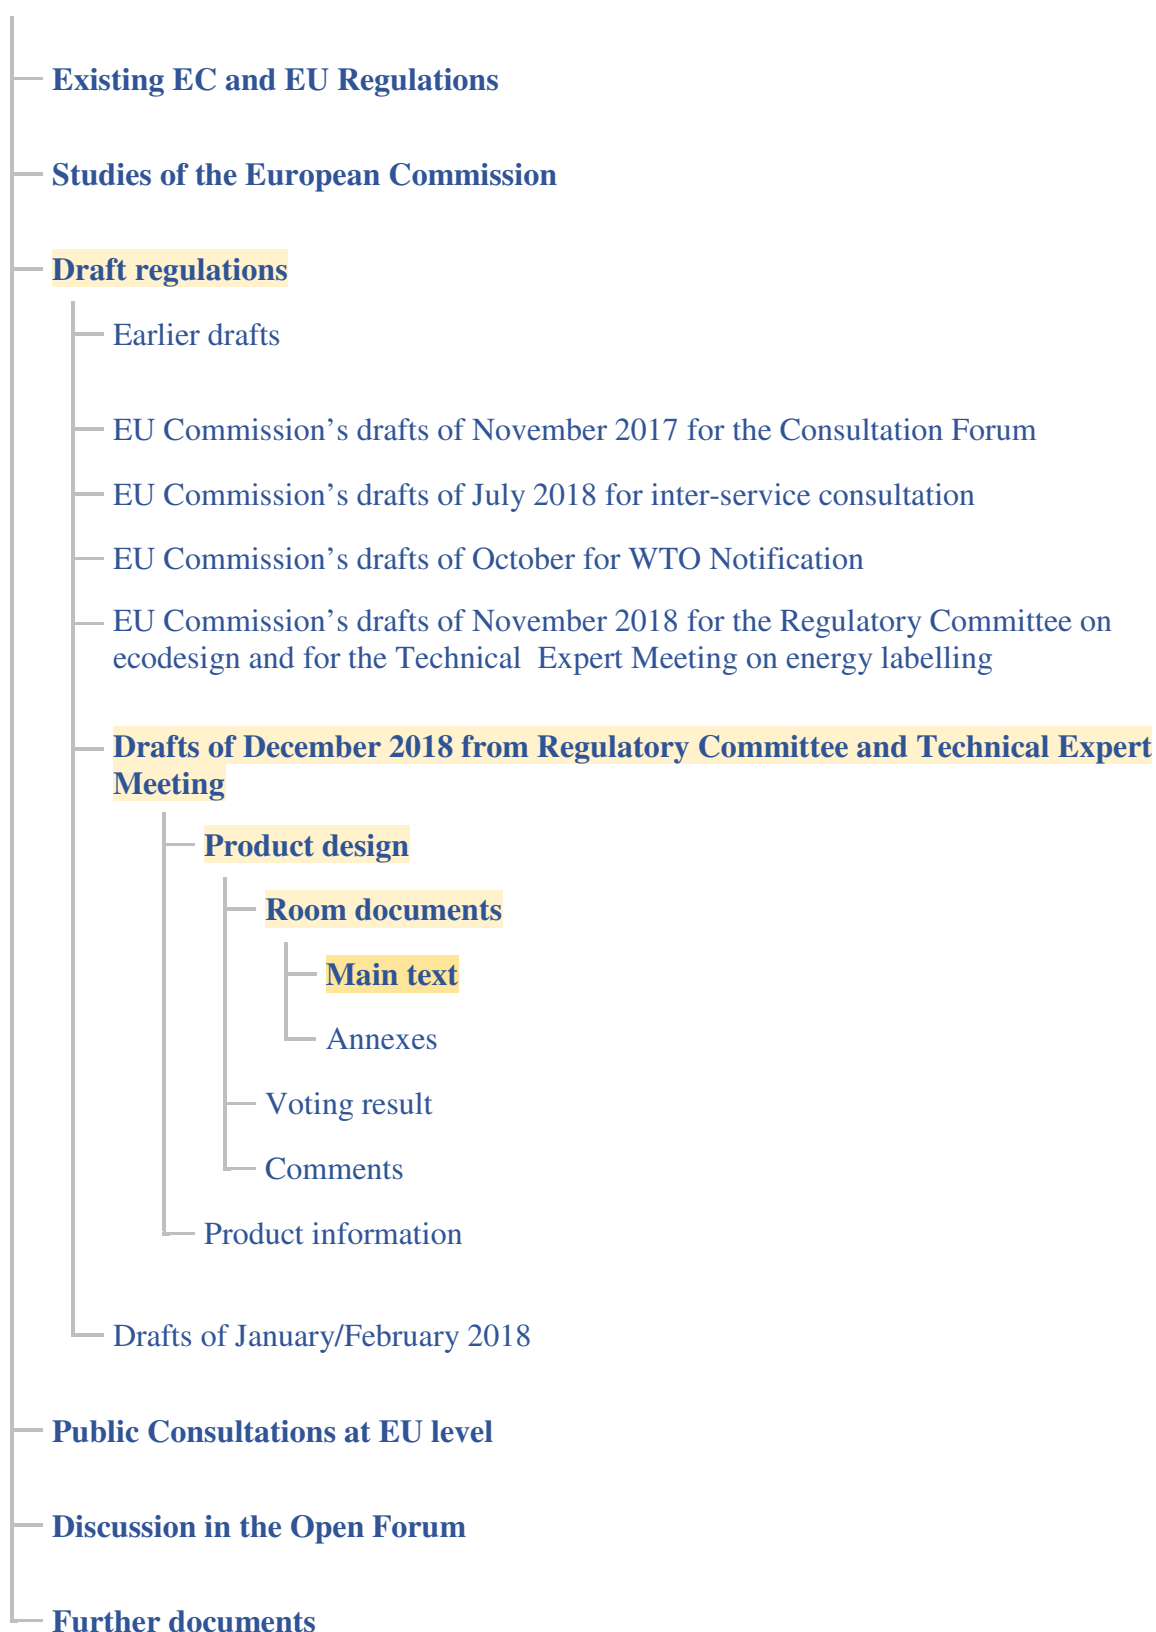 Existing EC and EU Regulations
Studies of the European Commission
Draft regulations
Earlier drafts
EU Commission’s drafts of November 2017 for the Consultation Forum
EU Commission’s drafts of July 2018 for inter-service consultation
EU Commission’s drafts of October for WTO Notification
EU Commission’s drafts of November 2018 for the Regulatory Committee on
ecodesign and for the Technical  Expert Meeting on energy labelling
Drafts of December 2018 from Regulatory Committee and Technical Expert
Meeting
Product design
Room documents
Main text
Annexes
Voting result
Comments
Product information
Drafts of January/February 2018
Public Consultations at EU level
Discussion in the Open Forum
Further documents